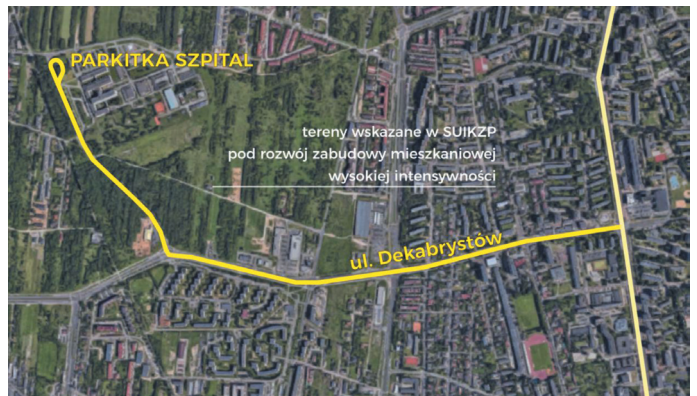 PARKITKA SZPITAL
tereny wskazane w SUIKZP
pod rozwój zabudowy mieszkaniowej
wysokiej intensywności
ul. Dekabrystów